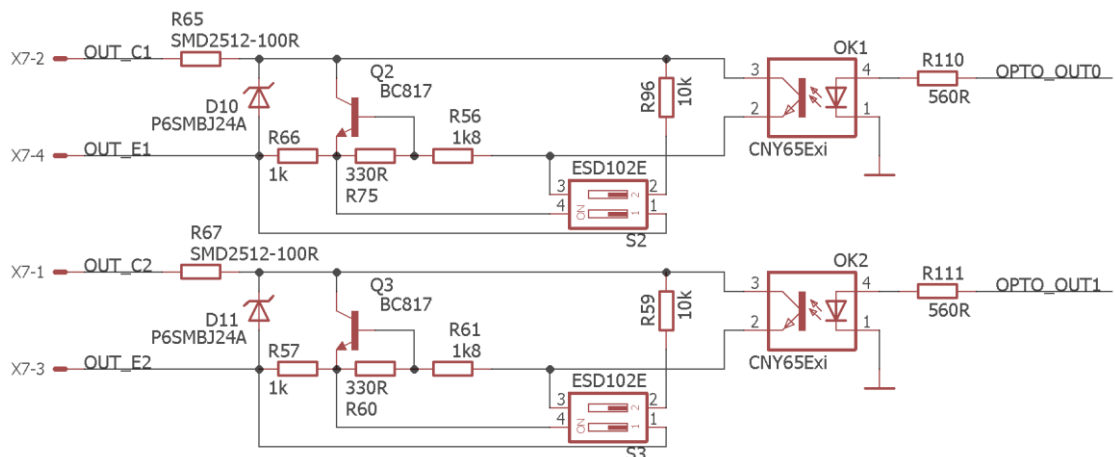 R65
SMD2512-100R
X7-2
OUT_C1
Q2
BC817
D10
P6SMBJ24A
R56
1k8
R96
10k
OK1
3
4
2
1
CNY65Exi
R110
560R
OPTO_OUT0
X7-4
OUT_E1
R66
1k
330R
R75
ESD102E
3
4
2
1
ON
2
1
S2
R67
SMD2512-100R
X7-1
OUT_C2
Q3
BC817
D11
P6SMBJ24A
R61
1k8
R59
10k
OK2
3
4
2
1
CNY65Exi
R111
560R
OPTO_OUT1
X7-3
OUT_E2
R57
1k
330R
R60
ESD102E
3
4
2
1
ON
2
1
S3